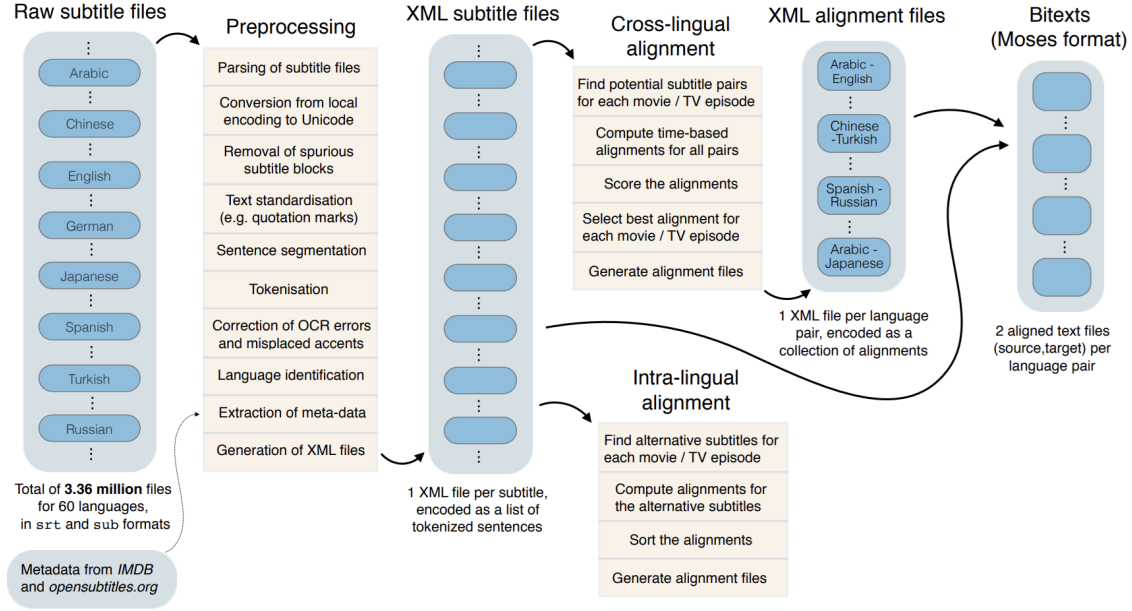 Raw subtitle files
Arabic
Chinese
English
German
Japanese
Spanish
Turkish
Russian
Total of 3.36 million files
for 60 languages,
in srt and sub formats
Metadata from IMDB
and opensubtitles.org
Preprocessing
Parsing of subtitle files
Conversion from local
encoding to Unicode
Removal of spurious
subtitle blocks
Text standardisation
(e.g. quotation marks)
Sentence segmentation
Tokenisation
Correction of OCR errors
and misplaced accents
Language identification
Extraction of meta-data
Generation of XML files
XML subtitle files
1 XML file per subtitle,
encoded as a list of
tokenized sentences
Cross-lingual
alignment
Find potential subtitle pairs
for each movie / TV episode
Compute time-based
alignments for all pairs
Score the alignments
Select best alignment for
each movie / TV episode
Generate alignment files
Intra-lingual
alignment
Find alternative subtitles for
each movie / TV episode
Compute alignments for
the alternative subtitles
Sort the alignments
Generate alignment files
XML alignment files
Arabic -
English
Chinese
-Turkish
Spanish -
Russian
Arabic -
Japanese
1 XML file per language
pair, encoded as a
collection of alignments
Bitexts
(Moses format)
2 aligned text files
(source,target) per
language pair